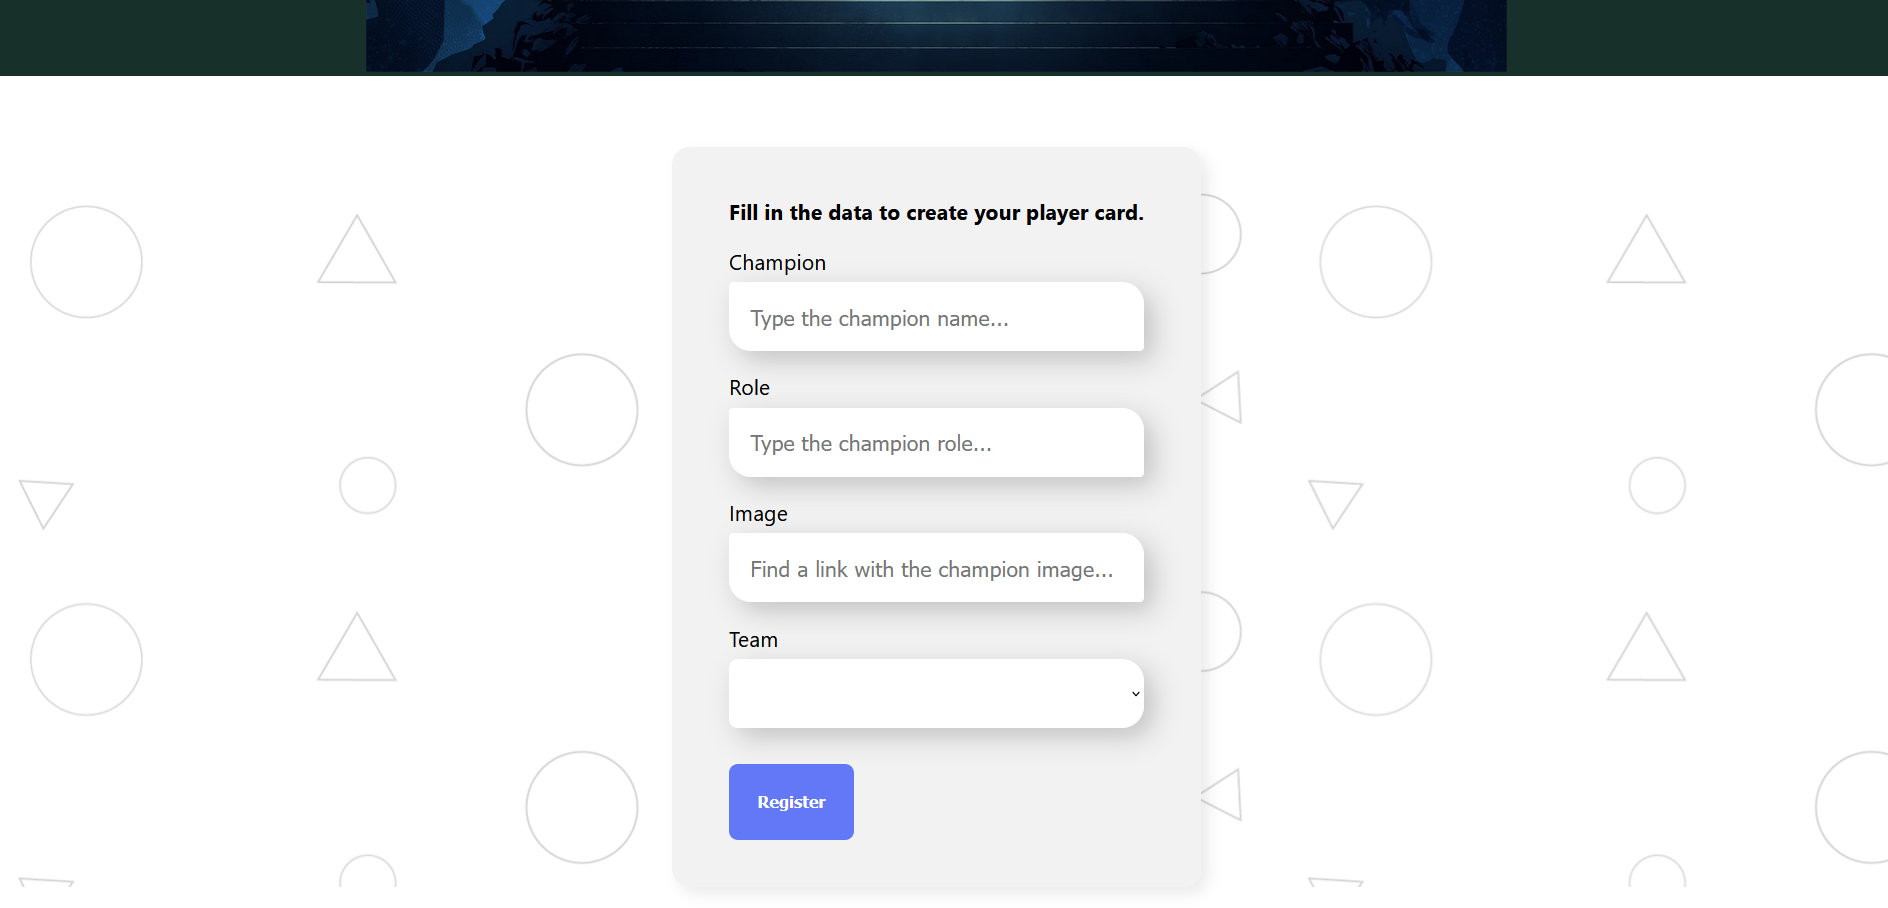 Fill in the data to create your player card.
Champion
Type the champion name...
Role
Type the champion role...
Image
Find a link with the champion image...
Team
Register